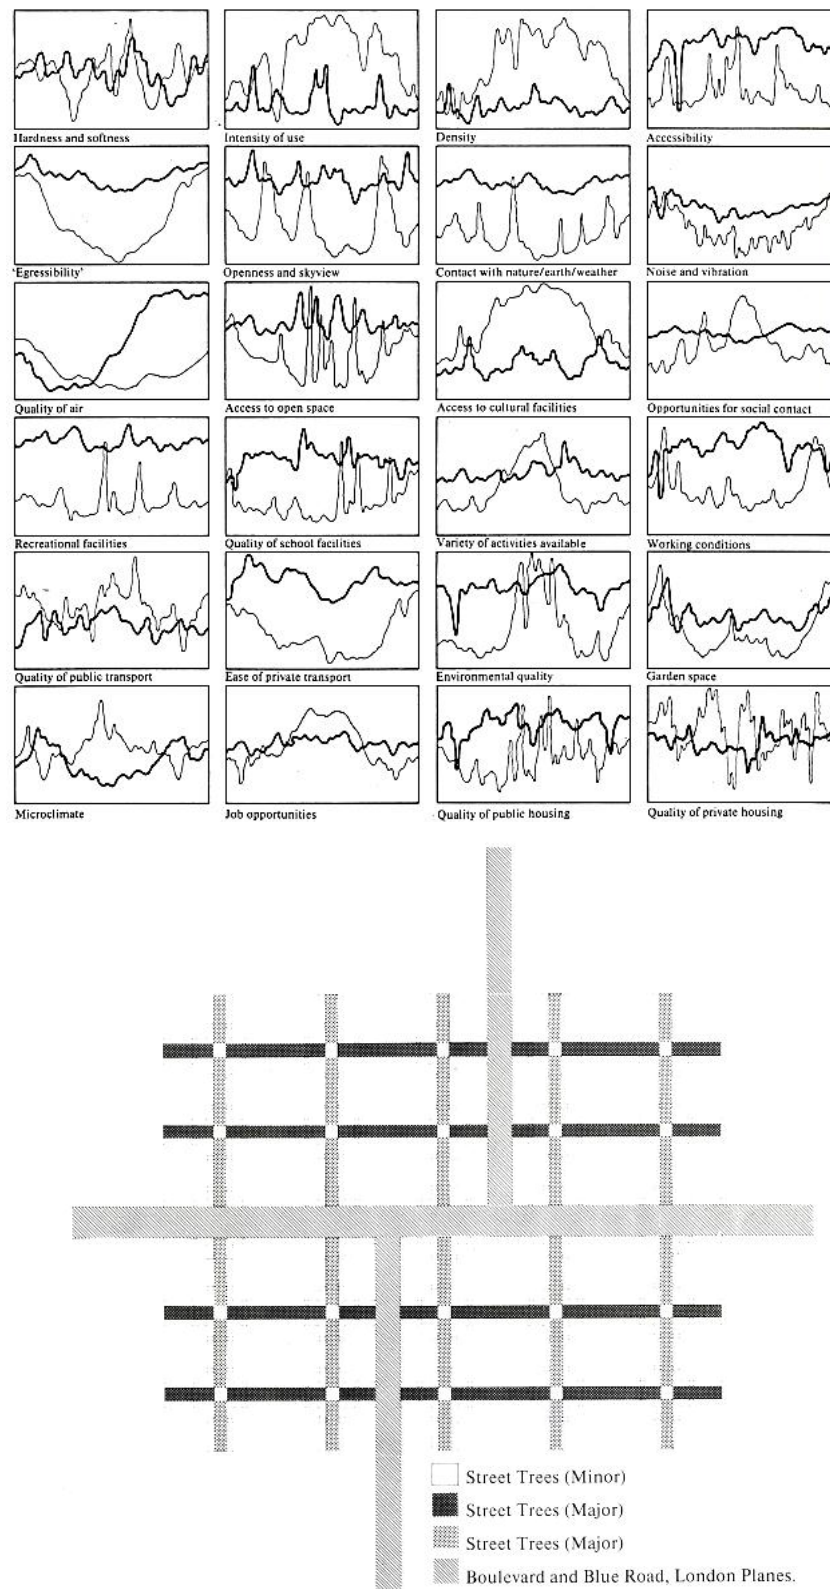 Hardness and softness
Intensity of use
Density
Accessibility
'Egressibility'
Openness and skyview
Contact with nature/earth/weather
Noise and vibration
Quality of air
Access to open space
Access to cultural facilities
Opportunities for social contact
Recreational facilities
Quality of school facilities
Variety of activities available
Working conditions
Quality of public transport
Ease of private transport
Environmental quality
Garden space
Microclimate
Job opportunities
Quality of public housing
Quality of private housing
Street Trees (Minor)
Street Trees (Major)
Street Trees (Major)
Boulevard and Blue Road, London Planes.